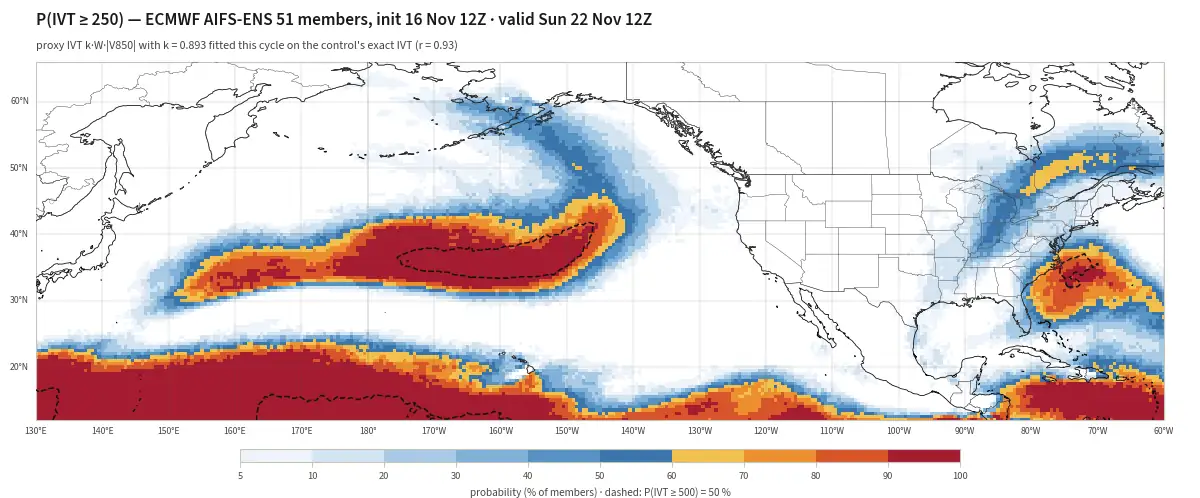 P(IVT ≥ 250) — ECMWF AIFS-ENS 51 members, init 16 Nov 12Z · valid Sun 22 Nov 12Z
proxy IVT k·W·|V850| with k = 0.893 fitted this cycle on the control's exact IVT (r = 0.93)
60°N
50°N
40°N
30°N
20°N
130°E 140°E 150°E 160°E 170°E 180° 170°W 160°W 150°W 140°W 130°W 120°W 110°W 100°W 90°W 80°W 70°W 60°W
5 10 20 30 40 50 60 70 80 90 100
probability (% of members) · dashed: P(IVT ≥ 500) = 50 %